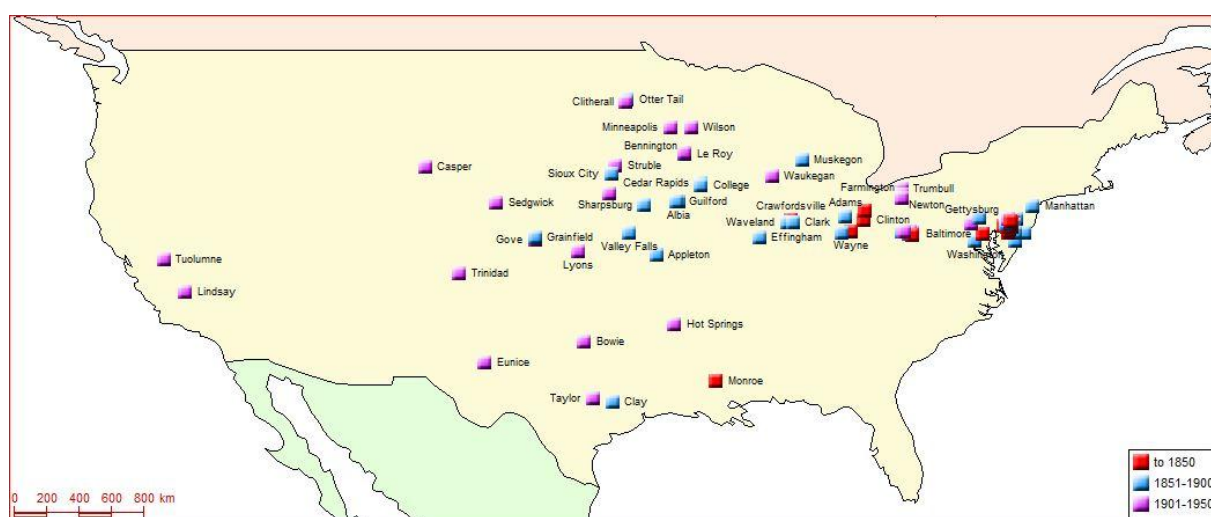 Clitherall
Otter Tail
Minneapolis
Wilson
Bennington
Le Roy
Struble
Muskegon
Casper
Sioux City
Cedar Rapids
College
Waukegan
Farmington
Trumbull
Newton
Sedgwick
Sharpsburg
Guilford
Albia
Crawfordsville
Adams
Gettysburg
Manhattan
Waveland
Clark
Clinton
Baltimore
Gove
Grainfield
Valley Falls
Effingham
Wayne
Washington
Lyons
Appleton
Tuolumne
Trinidad
Lindsay
Hot Springs
Bowie
Eunice
Monroe
Taylor
Clay
to 1850
1851-1900
1901-1950
0 200 400 600 800 km